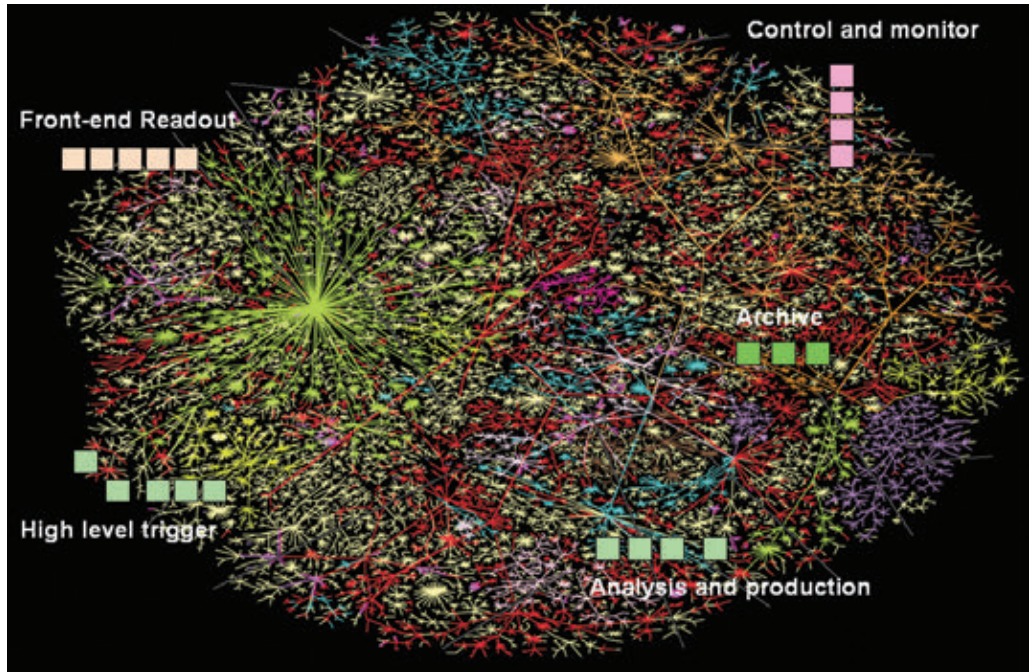 Control and monitor
Front-end Readout
Archive
High level trigger
Analysis and production